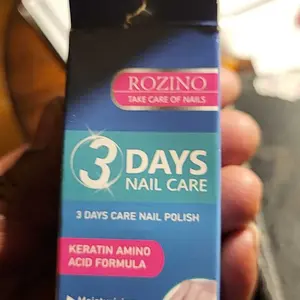 ROZINO
TAKE CARE OF NAILS
3 DAYS
NAIL CARE
3 DAYS CARE NAIL POLISH
KERATIN AMINO
ACID FORMULA